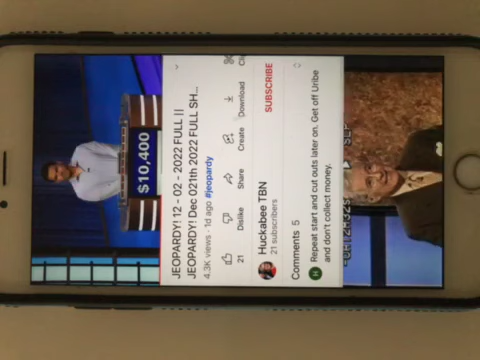 $10,400
JEOPARDY! 12 - 02 - 2022 FULL ||
JEOPARDY! Dec 021th 2022 FULL SH...
4.3K views · 1d ago #jeopardy
21
Dislike
Share
Create
Download
Huckabee TBN
21 subscribers
SUBSCRIBE
Comments 5
H
Repeat start and cut outs later on. Get off Uribe
and don't collect money.